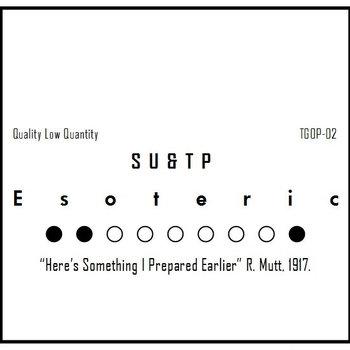 Quality Low Quantity TGOP-02
SU&TP
Esoteric
"Here's Something I Prepared Earlier" R. Mutt, 1917.